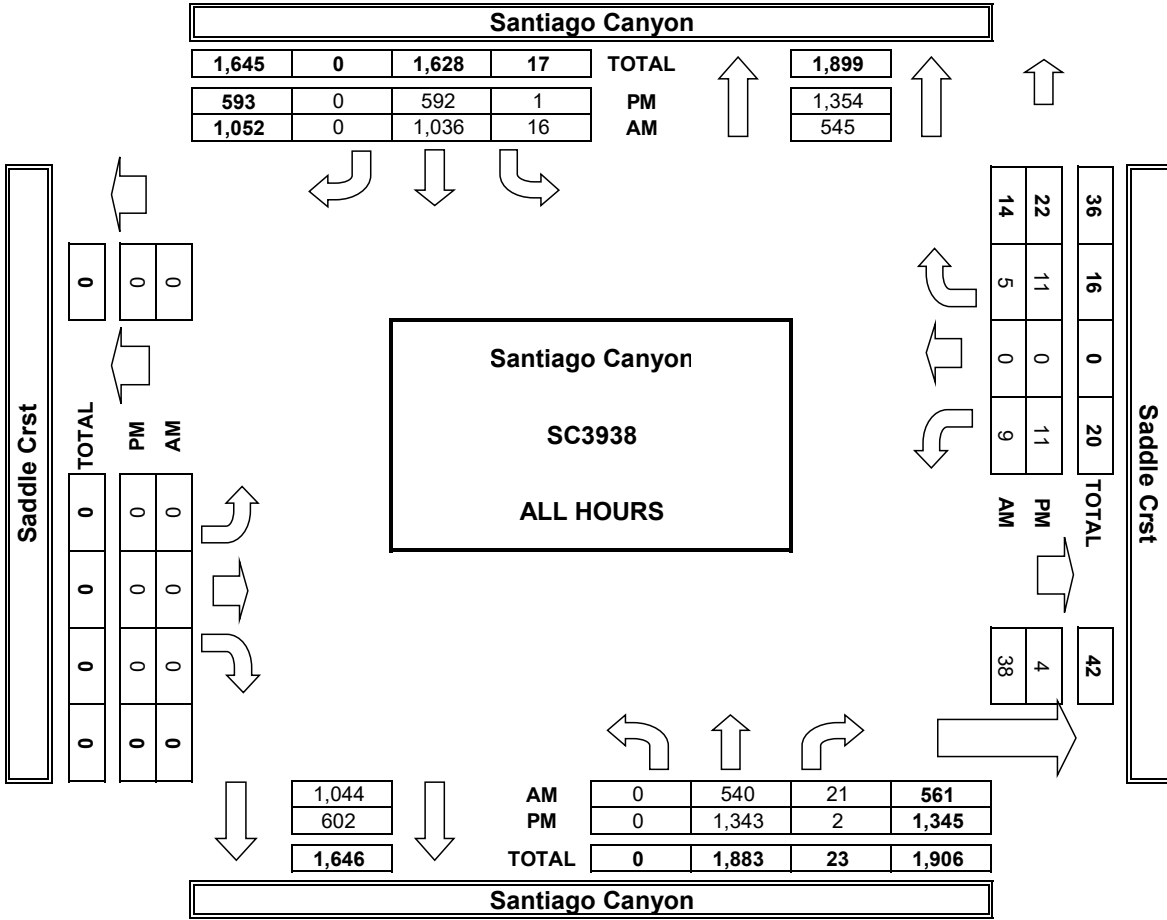 Santiago Canyon
1,645 0 1,628 17 TOTAL 1,899
593 0 592 1 PM 1,354
1,052 0 1,036 16 AM 545
Saddle Crst
TOTAL 0 0 0 0 0
PM 0 0 0 0 0
AM 0 0 0 0 0
Santiago Canyon
SC3938
ALL HOURS
36 16 0 20 TOTAL 42
22 11 0 11 PM 4
14 5 0 9 AM 38
Saddle Crst
1,044 AM 0 540 21 561
602 PM 0 1,343 2 1,345
1,646 TOTAL 0 1,883 23 1,906
Santiago Canyon